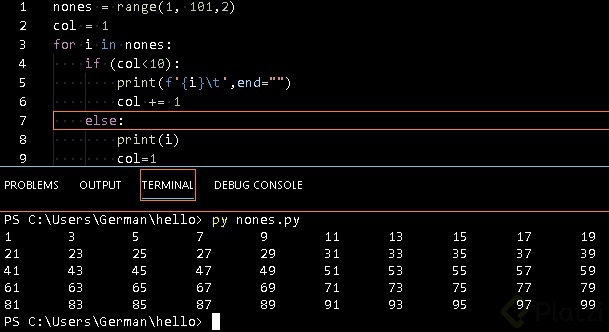 1 nones = range(1, 101,2)
2 col = 1
3 for i in nones:
4 if (col<10):
5 print(f'{i}\t',end="")
6 col += 1
7 else:
8 print(i)
9 col=1
PROBLEMS OUTPUT TERMINAL DEBUG CONSOLE
PS C:\Users\German\hello> py nones.py
1 3 5 7 9 11 13 15 17 19
21 23 25 27 29 31 33 35 37 39
41 43 45 47 49 51 53 55 57 59
61 63 65 67 69 71 73 75 77 79
81 83 85 87 89 91 93 95 97 99
PS C:\Users\German\hello>
Platzi